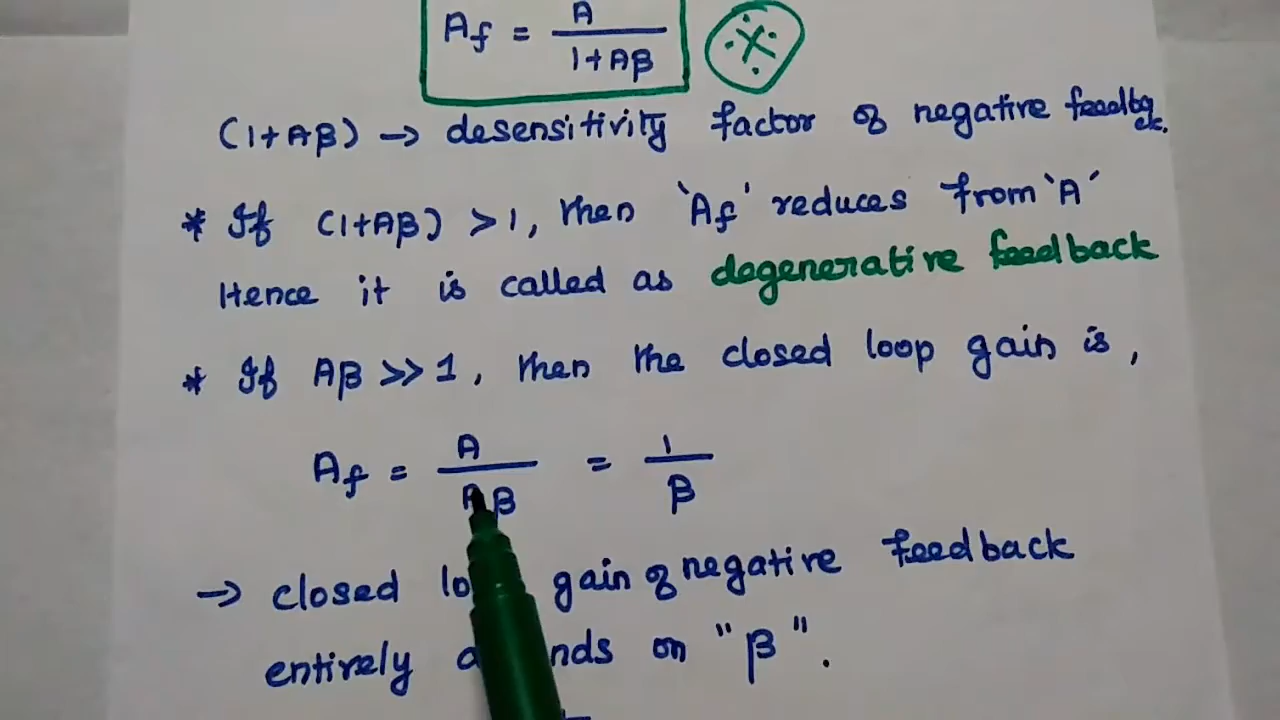 Af = A / 1+Aβ
(1+Aβ) → desensitivity factor of negative feedback.
* If (1+Aβ) > 1, then `Af' reduces from `A'
Hence it is called as degenerative feedback
* If Aβ >> 1, then the closed loop gain is,
Af = A / Aβ = 1 / β
→ closed gain of negative feedback
entirely on "β".